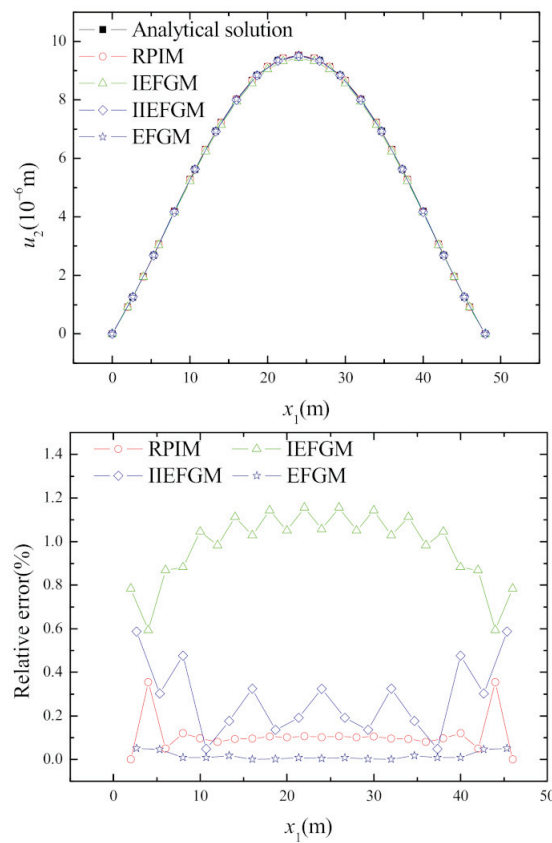 Analytical solution
RPIM
IEFGM
IIEFGM
EFGM
u₂(10⁻⁶ m)
10
8
6
4
2
0
0 10 20 30 40 50
x₁(m)
RPIM IEFGM
IIEFGM EFGM
Relative error(%)
1.4
1.2
1.0
0.8
0.6
0.4
0.2
0.0
0 10 20 30 40 50
x₁(m)